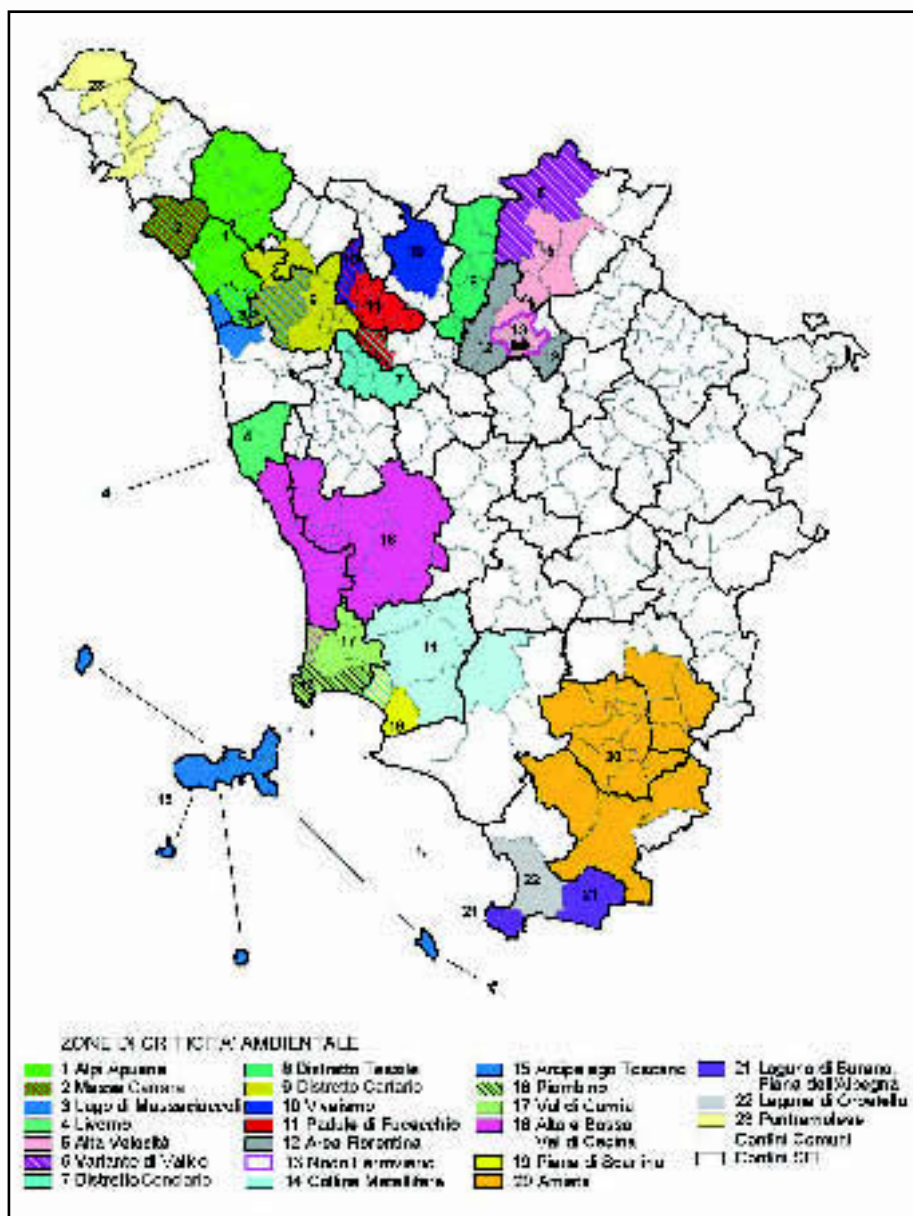 ZONE DI CRITICITA' AMBIENTALE
1 Alpi Apuane
2 Massa Carrara
3 Lago di Massaciuccoli
4 Livorno
5 Alta Velocità
6 Variante di Valico
7 Distretto Conciario
8 Distretto Tessile
9 Distretto Cartario
10 Vivaismo
11 Padule di Fucecchio
12 Area Fiorentina
13 Nodo Ferroviario
14 Colline Metallifere
15 Arcipelago Toscano
16 Piombino
17 Val di Cornia
18 Alta e Bassa
Val di Cecina
19 Piana di Scarlino
20 Amiata
21 Laguna di Burano,
Piana dell'Albegna
22 Laguna di Orbetello
23 Pontremolese
Confini Comuni
Confini SEL